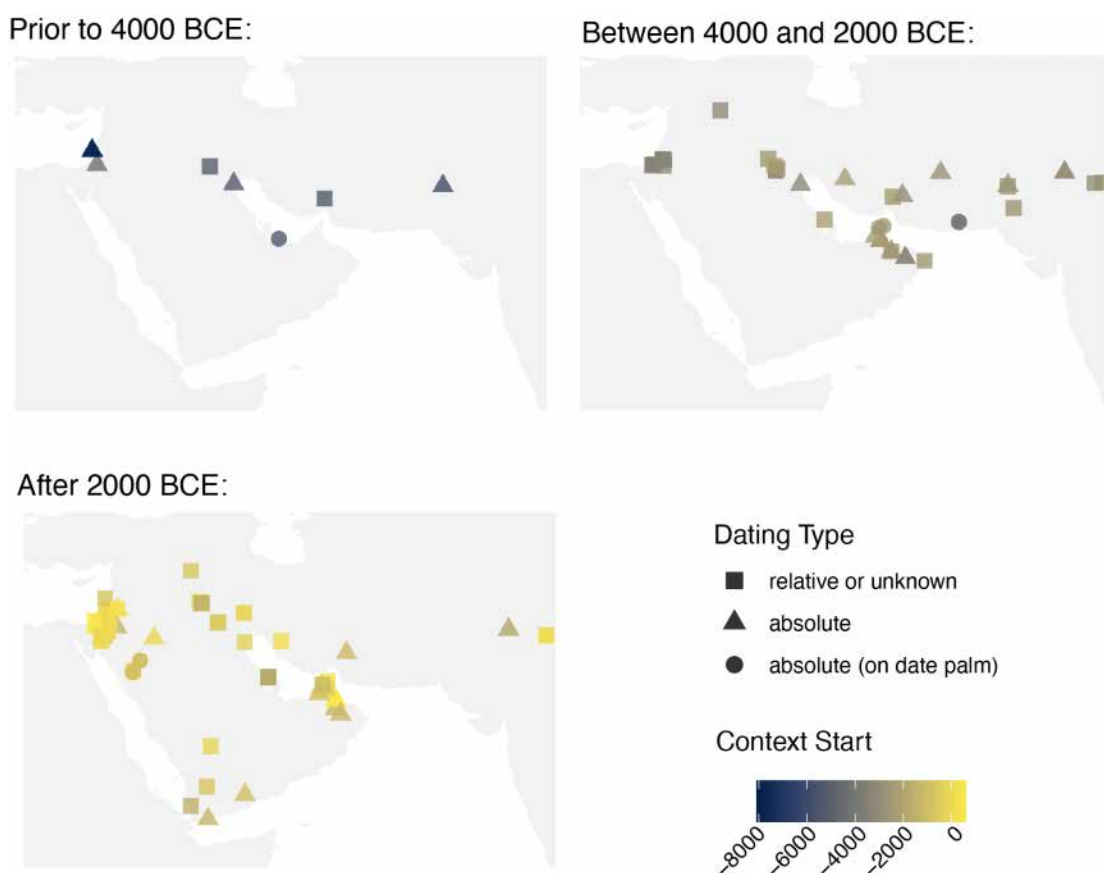 Prior to 4000 BCE:
Between 4000 and 2000 BCE:
After 2000 BCE:
Dating Type
relative or unknown
absolute
absolute (on date palm)
Context Start
−8000
−6000
−4000
−2000
0